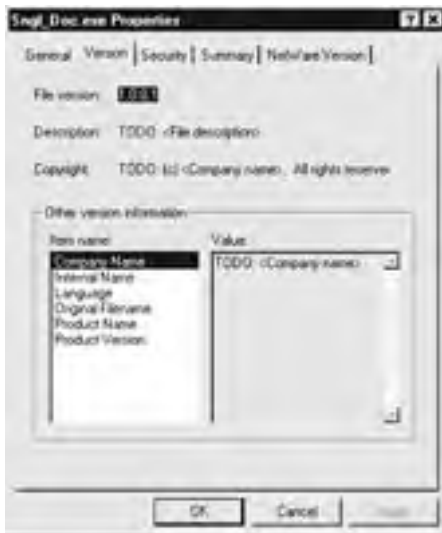 Sngl_Doc.exe Properties
General Version Security Summary NetWare Version
File version: 1.0.0.1
Description: TODO: <File description>
Copyright: TODO: (c) <Company name>. All rights reserve
Other version information
Item name: Value:
Company Name TODO: <Company name>
Internal Name
Language
Original Filename
Product Name
Product Version
OK Cancel Apply